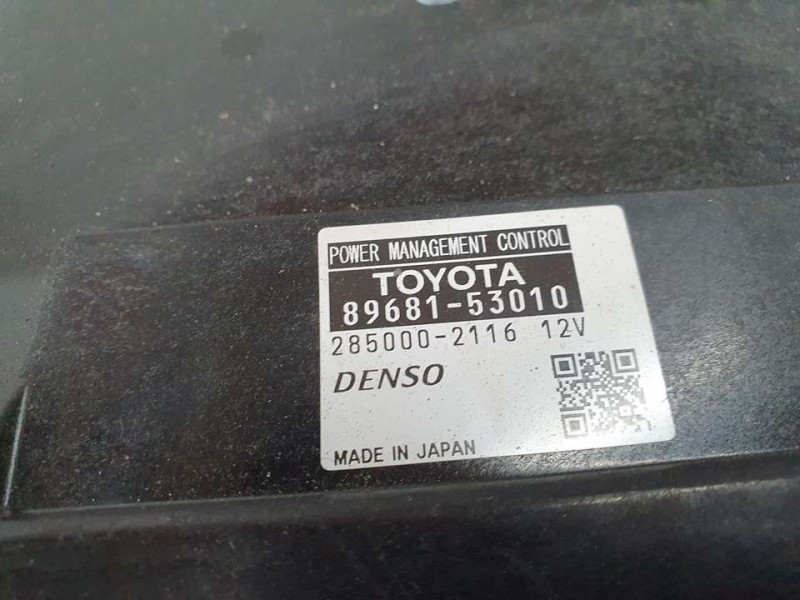 POWER MANAGEMENT CONTROL
TOYOTA
89681-53010
285000-2116 12V
DENSO
MADE IN JAPAN